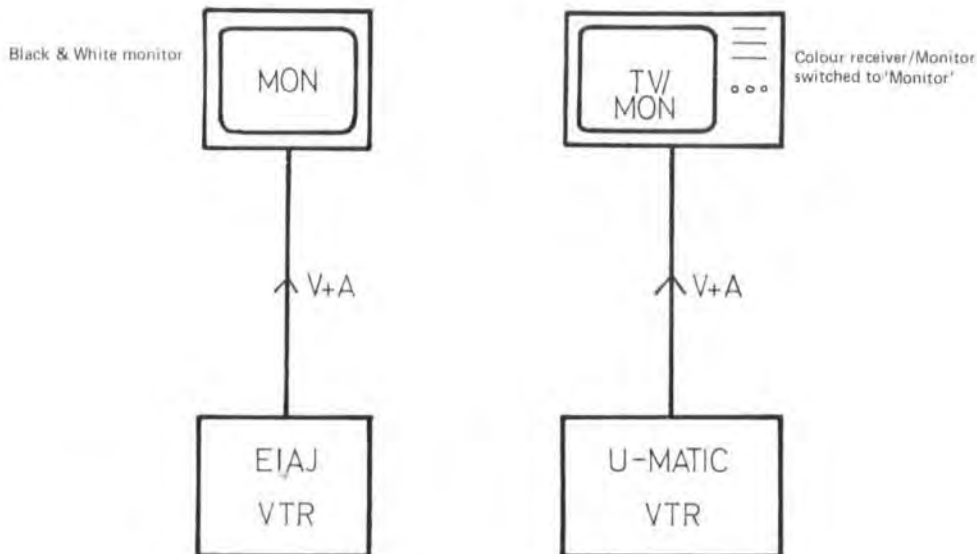 Black & White monitor
MON
TV/
MON
Colour receiver/Monitor
switched to 'Monitor'
V+A
V+A
EIAJ
VTR
U-MATIC
VTR